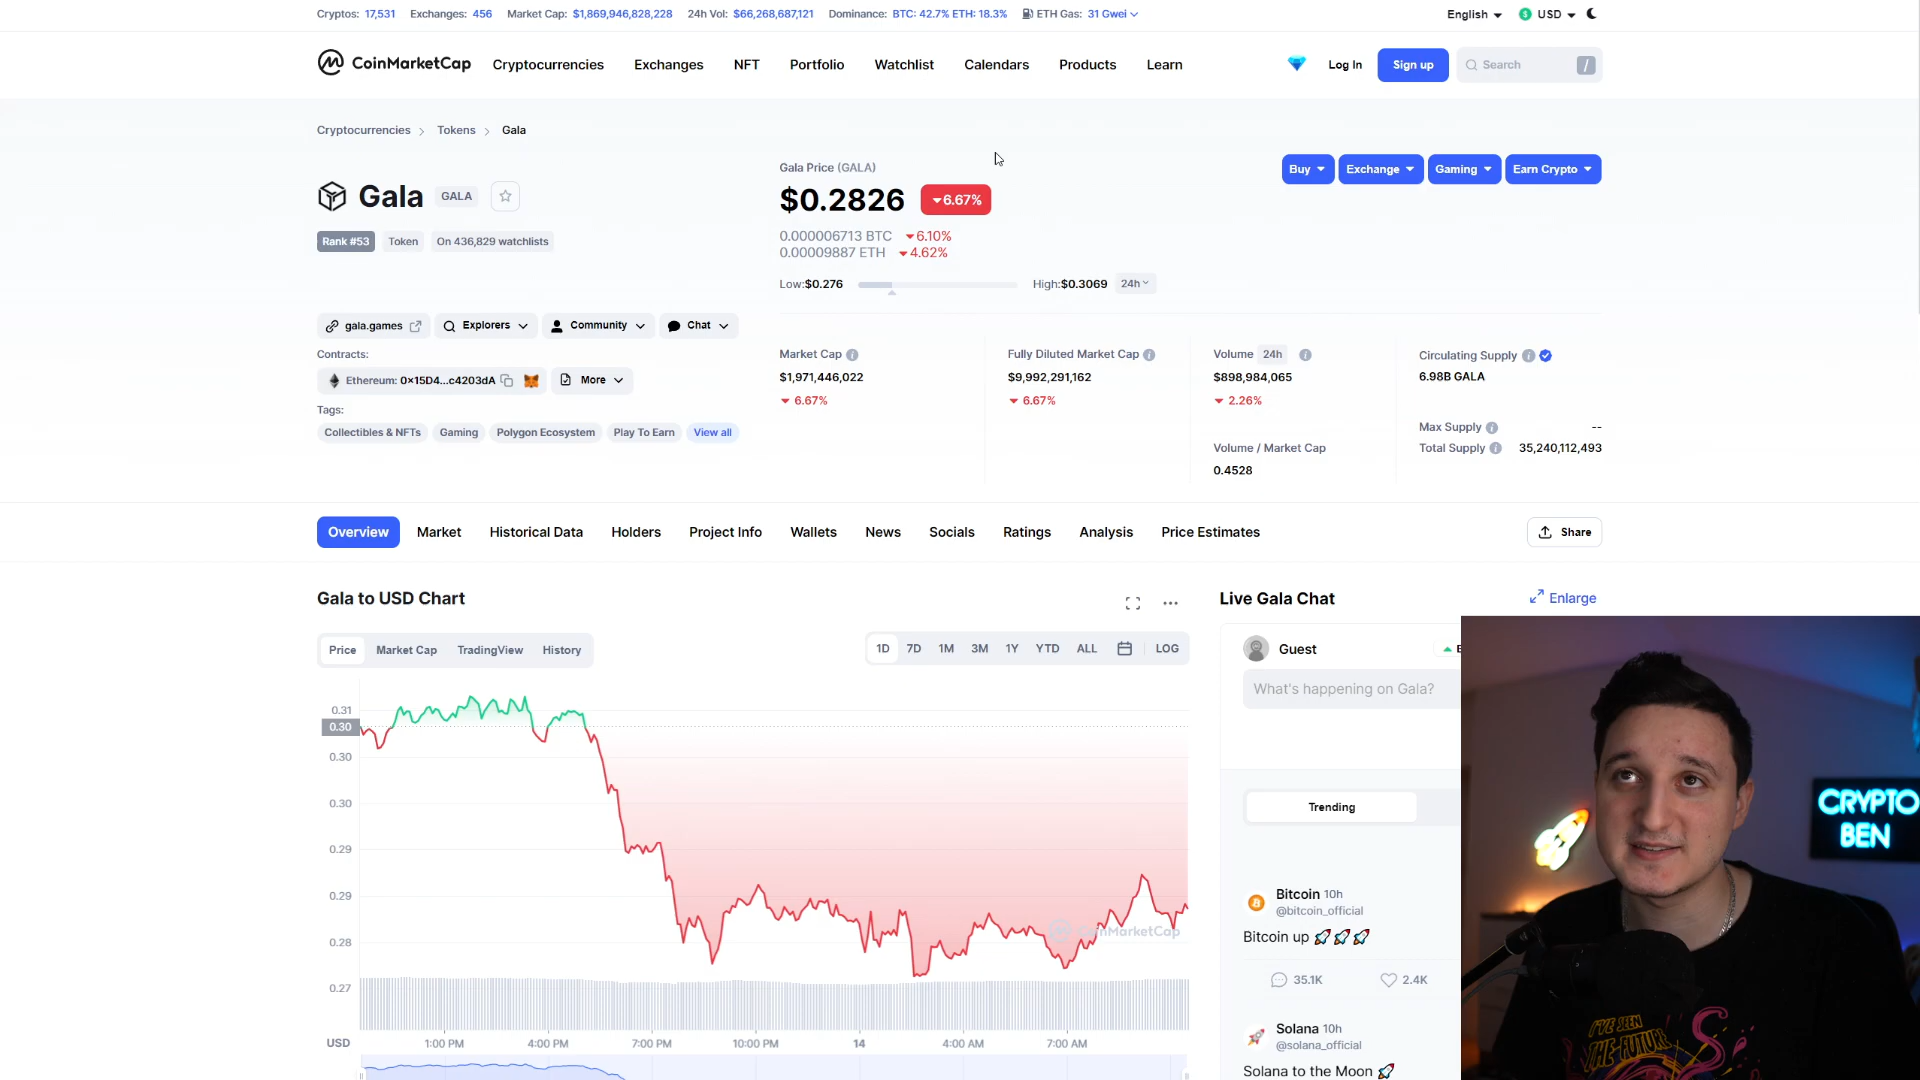 Cryptos: 17,531 Exchanges: 456 Market Cap: $1,869,946,828,228 24h Vol: $66,268,687,121 Dominance: BTC: 42.7% ETH: 18.3% ETH Gas: 31 Gwei English USD
CoinMarketCap Cryptocurrencies Exchanges NFT Portfolio Watchlist Calendars Products Learn Log In Sign up Search /
Cryptocurrencies > Tokens > Gala
Gala GALA
Rank #53 Token On 436,829 watchlists
gala.games Explorers Community Chat
Contracts:
Ethereum: 0x15D4...c4203dA More
Tags:
Collectibles & NFTs Gaming Polygon Ecosystem Play To Earn View all
Gala Price (GALA)
$0.2826 6.67%
0.000006713 BTC 6.10%
0.00009887 ETH 4.62%
Low:$0.276 High:$0.3069 24h
Buy Exchange Gaming Earn Crypto
Market Cap
$1,971,446,022
6.67%
Fully Diluted Market Cap
$9,992,291,162
6.67%
Volume 24h
$898,984,065
2.26%
Volume / Market Cap
0.4528
Circulating Supply
6.98B GALA
Max Supply --
Total Supply 35,240,112,493
Overview Market Historical Data Holders Project Info Wallets News Socials Ratings Analysis Price Estimates Share
Gala to USD Chart
Price Market Cap TradingView History 1D 7D 1M 3M 1Y YTD ALL LOG
0.31
0.30
0.30
0.30
0.29
0.29
0.28
0.27
CoinMarketCap
USD 1:00 PM 4:00 PM 7:00 PM 10:00 PM 14 4:00 AM 7:00 AM
Live Gala Chat Enlarge
Guest
What's happening on Gala?
Trending
Bitcoin 10h
@bitcoin_official
Bitcoin up 🚀🚀🚀
35.1K 2.4K
Solana 10h
@solana_official
Solana to the Moon 🚀
CRYPTO
BEN
I'VE SEEN
THE FUTURE